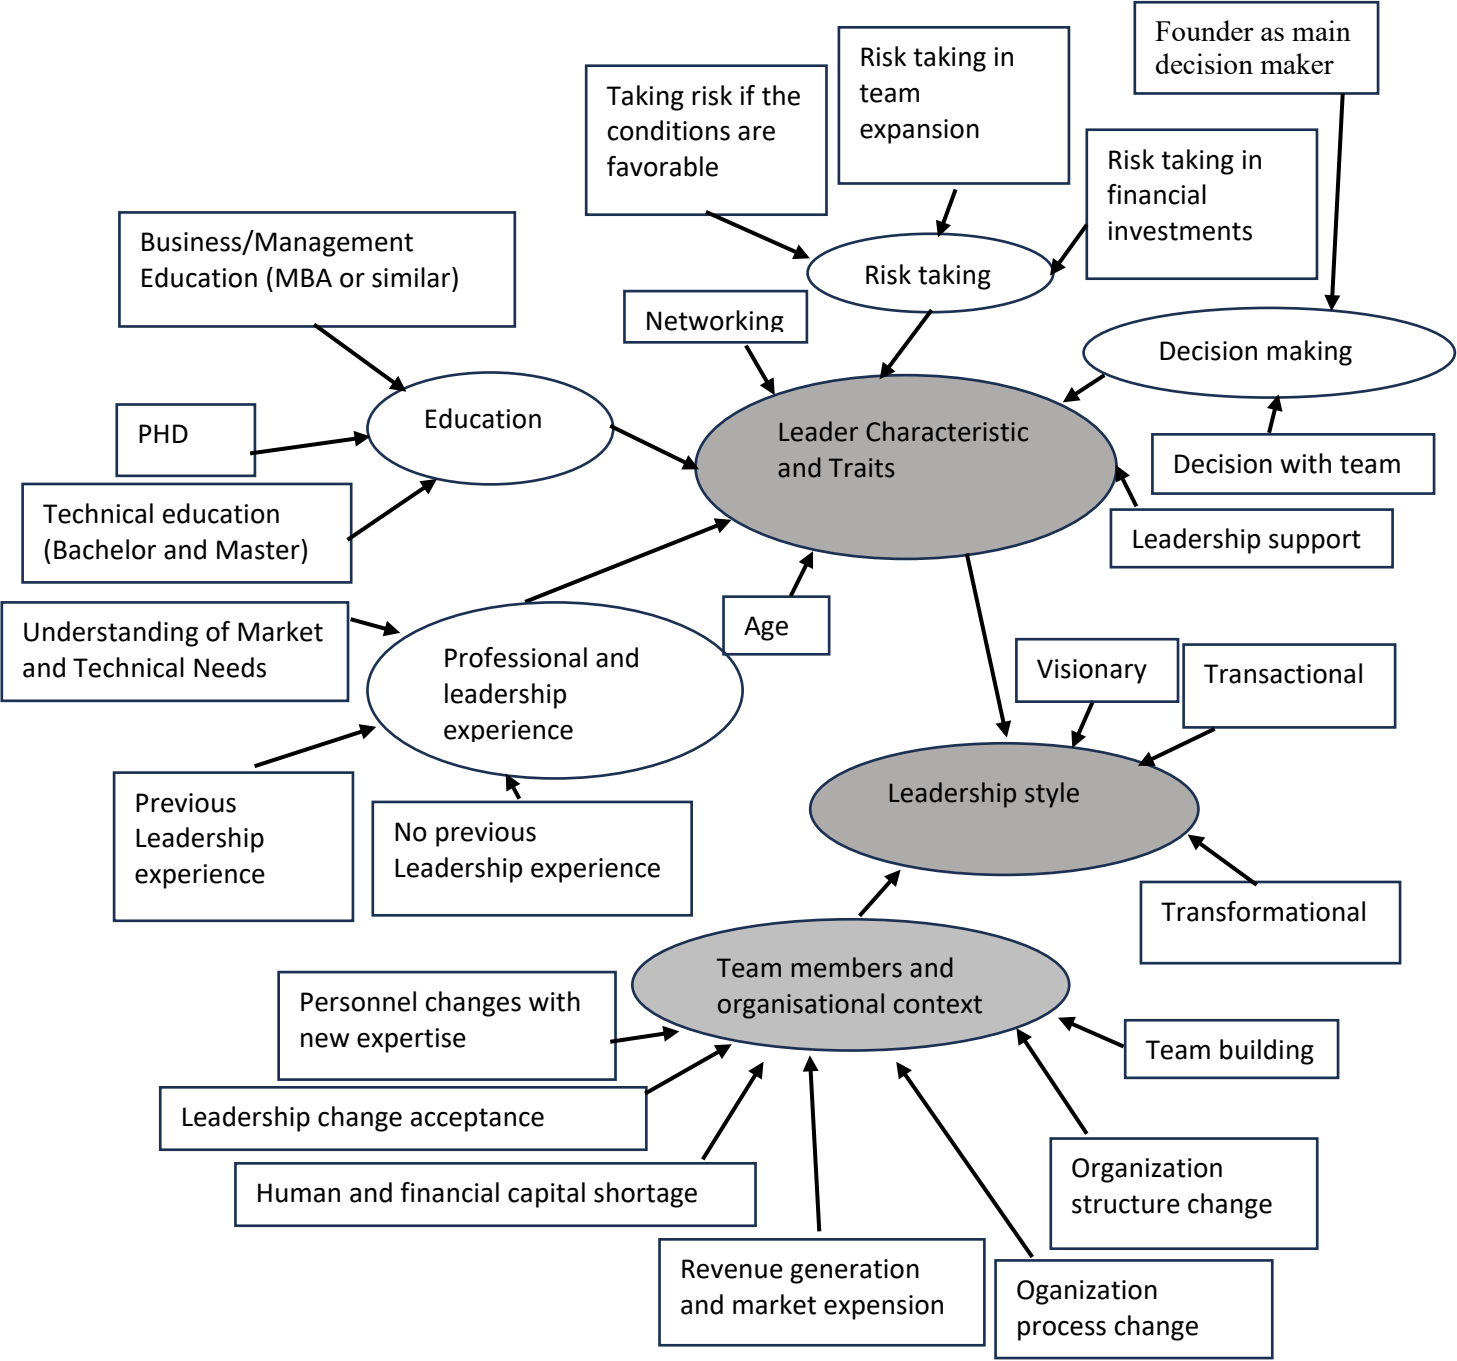 Founder as main
decision maker
Risk taking in
team
expansion
Taking risk if the
conditions are
favorable
Risk taking in
financial
investments
Business/Management
Education (MBA or similar)
Risk taking
Networking
Decision making
Education
PHD
Leader Characteristic
and Traits
Decision with team
Technical education
(Bachelor and Master)
Leadership support
Understanding of Market
and Technical Needs
Age
Professional and
leadership
experience
Visionary
Transactional
Previous
Leadership
experience
No previous
Leadership experience
Leadership style
Transformational
Team members and
organisational context
Personnel changes with
new expertise
Team building
Leadership change acceptance
Human and financial capital shortage
Organization
structure change
Revenue generation
and market expension
Oganization
process change